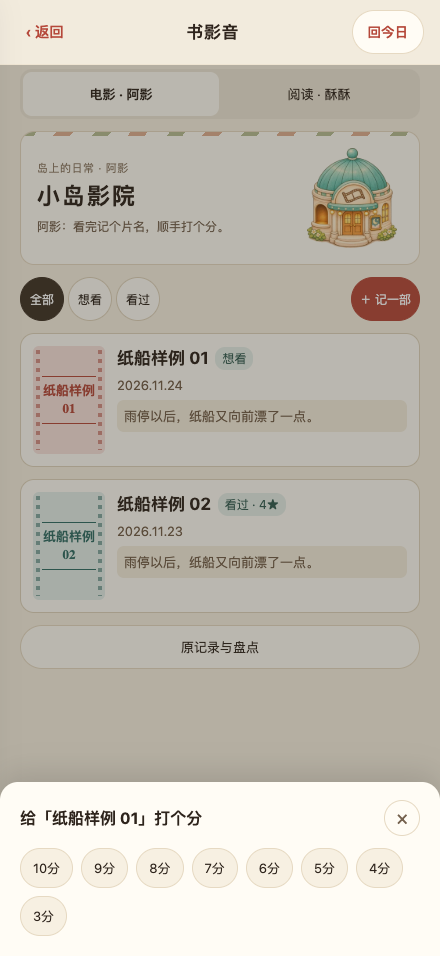 ‹ 返回
书影音
回今日
电影 · 阿影
阅读 · 酥酥
岛上的日常 · 阿影
小岛影院
阿影：看完记个片名，顺手打个分。
全部
想看
看过
+ 记一部
纸船样例
01
纸船样例 01
想看
2026.11.24
雨停以后，纸船又向前漂了一点。
纸船样例
02
纸船样例 02
看过 · 4★
2026.11.23
雨停以后，纸船又向前漂了一点。
原记录与盘点
给「纸船样例 01」打个分
×
10分
9分
8分
7分
6分
5分
4分
3分